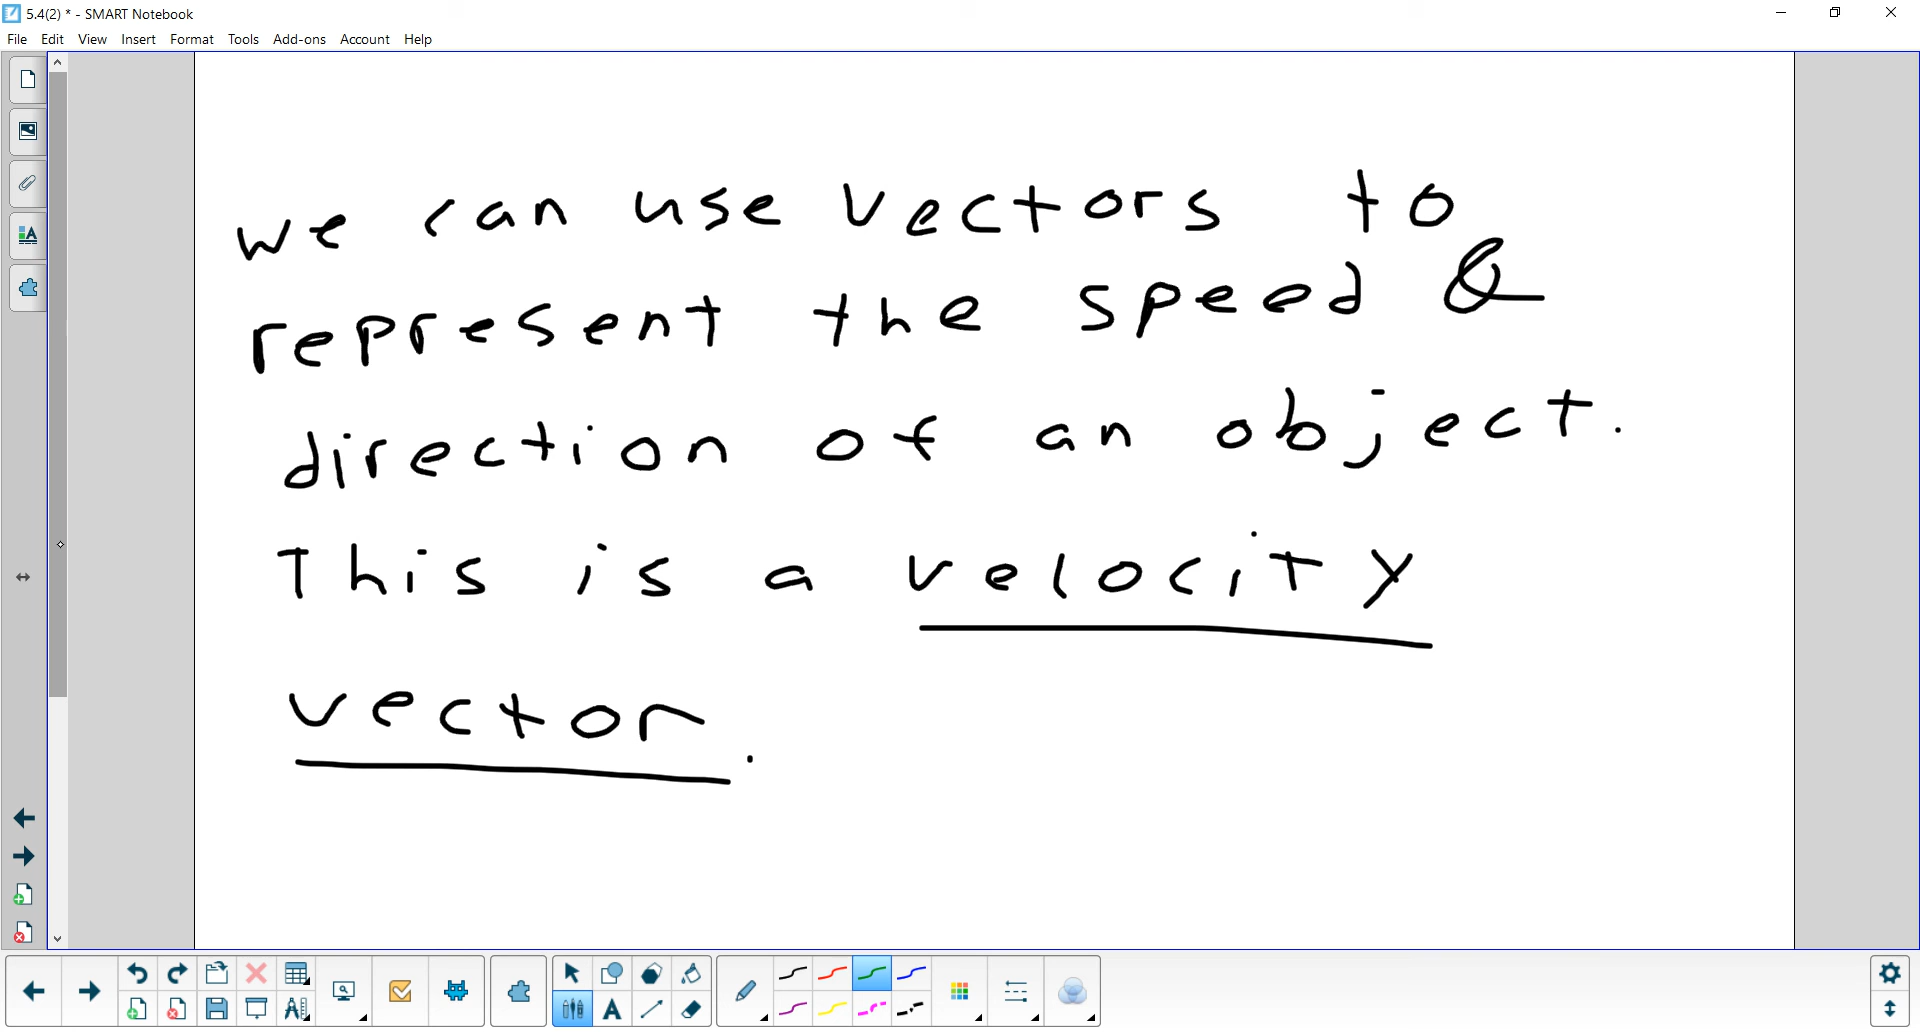 5.4(2) * - SMART Notebook
File Edit View Insert Format Tools Add-ons Account Help
we can use vectors to
represent the speed &
direction of an object.
This is a velocity
vector.